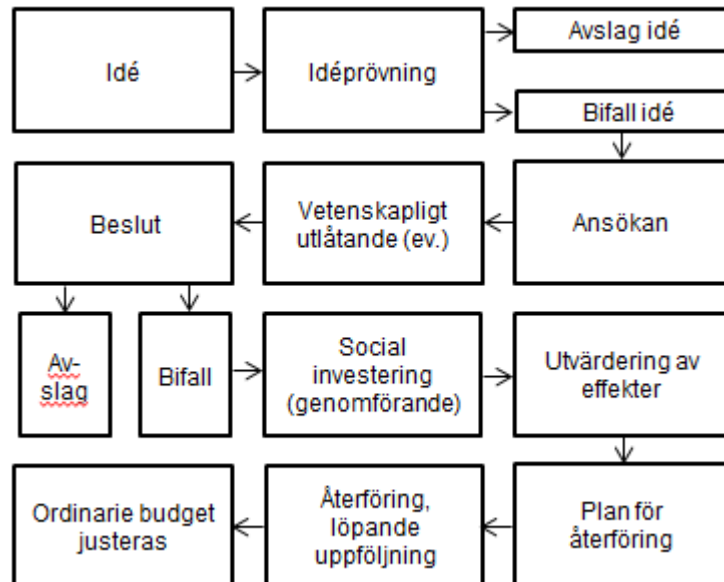 Idé
Idéprövning
Avslag idé
Bifall idé
Beslut
Vetenskapligt
utlåtande (ev.)
Ansökan
Av-
slag
Bifall
Social
investering
(genomförande)
Utvärdering av
effekter
Ordinarie budget
justeras
Återföring,
löpande
uppföljning
Plan för
återföring